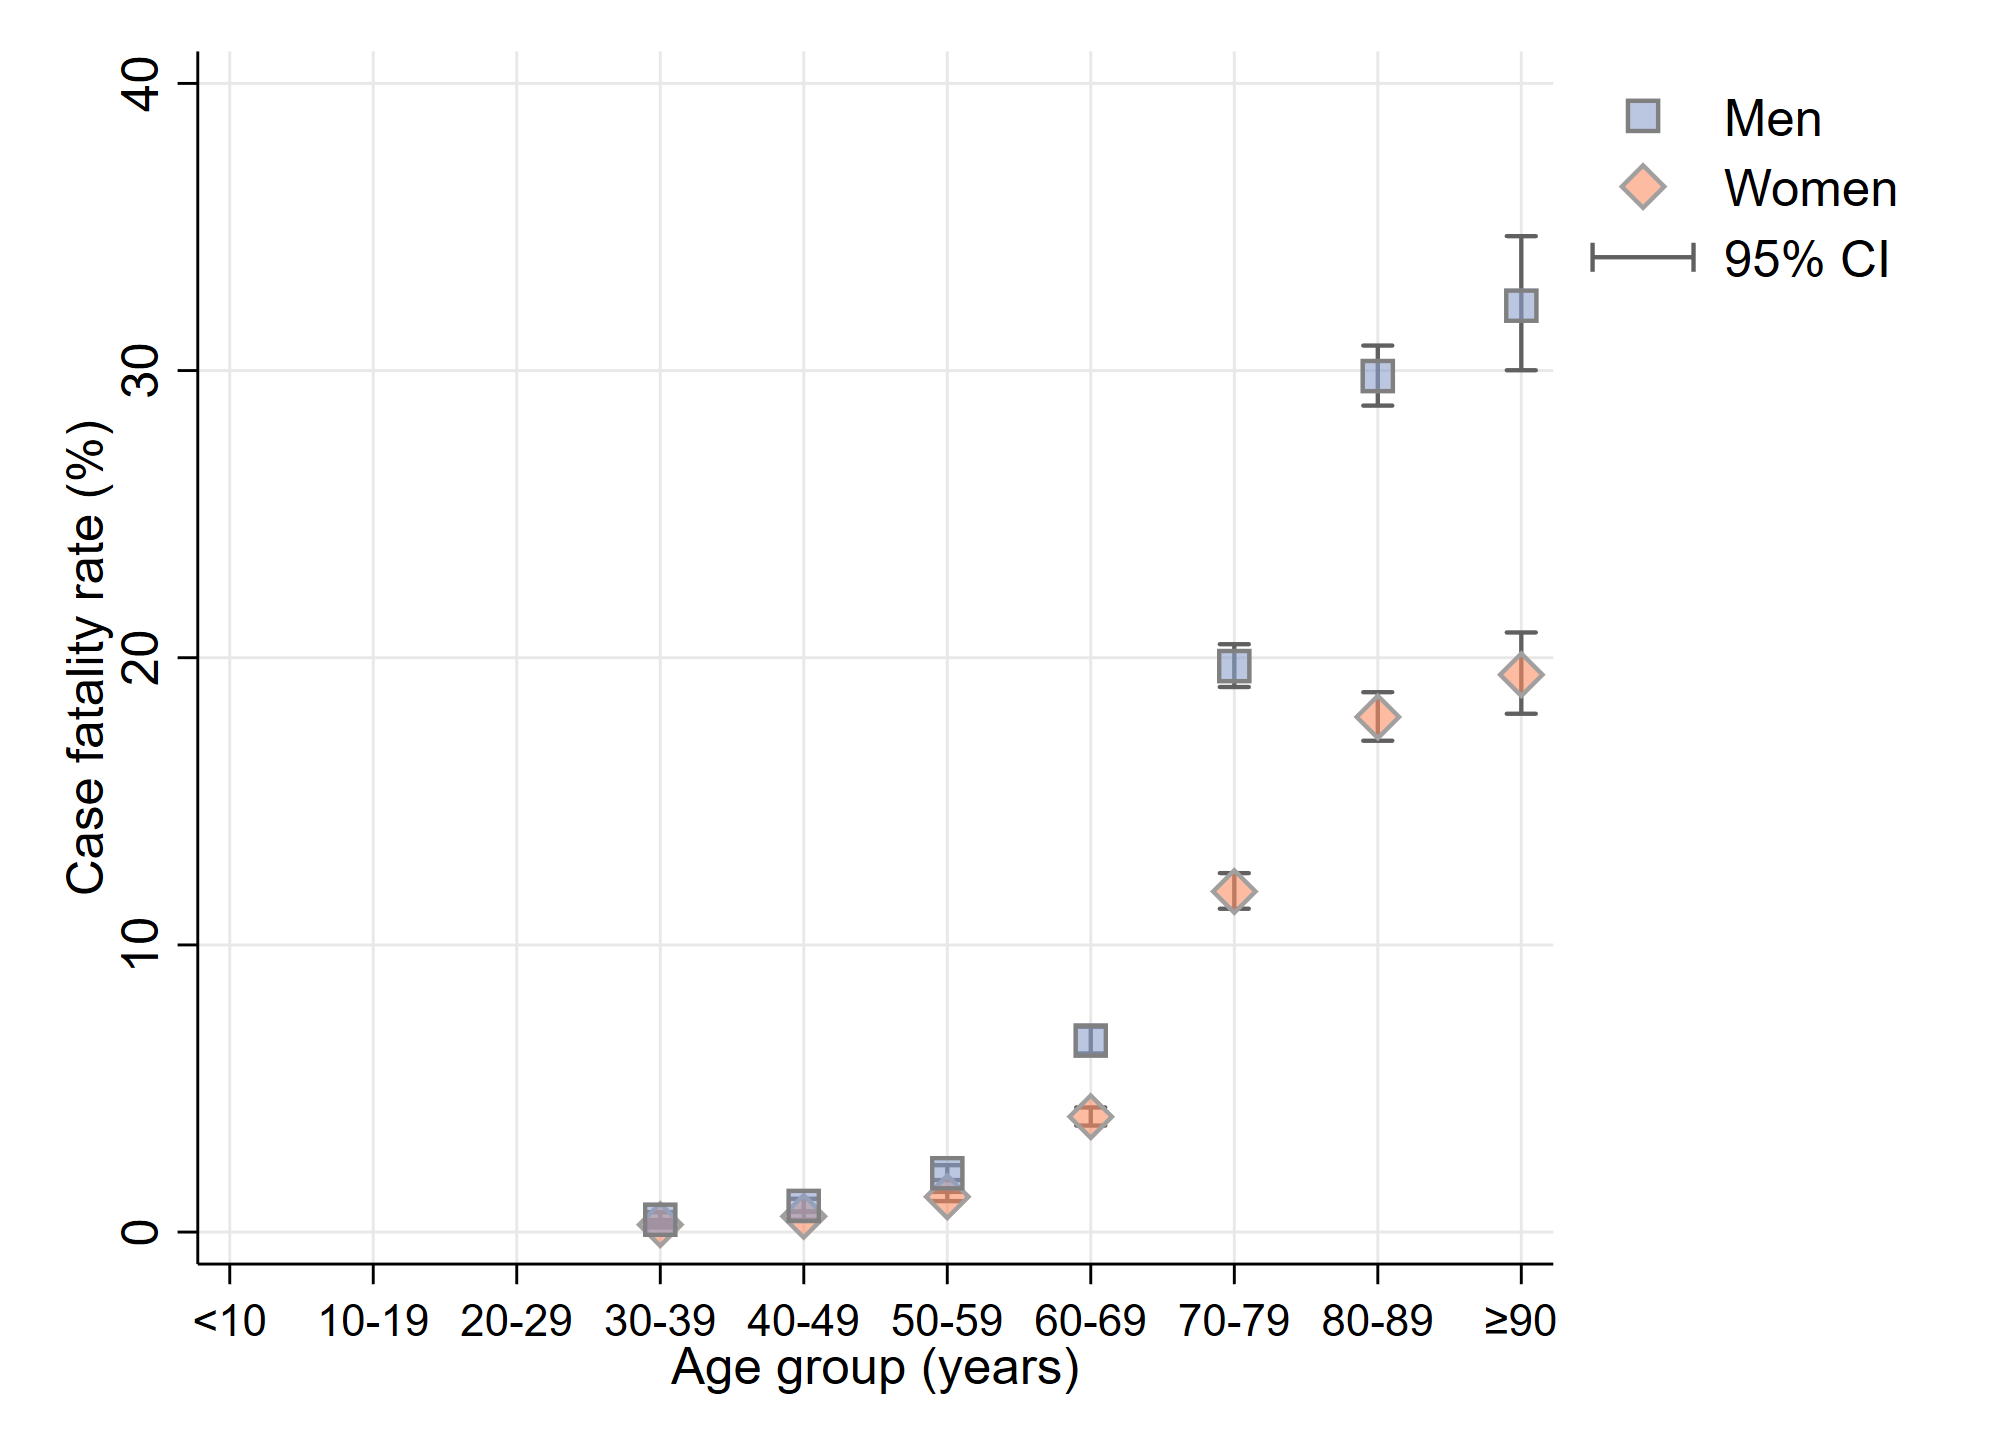 Case fatality rate (%)
40
30
20
10
0
<10 10-19 20-29 30-39 40-49 50-59 60-69 70-79 80-89 ≥90
Age group (years)
Men
Women
95% CI